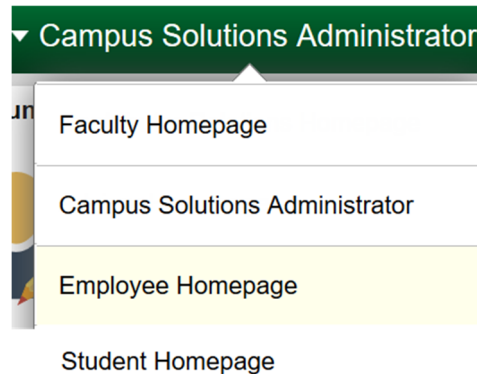 Campus Solutions Administrator
Faculty Homepage
Campus Solutions Administrator
Employee Homepage
Student Homepage